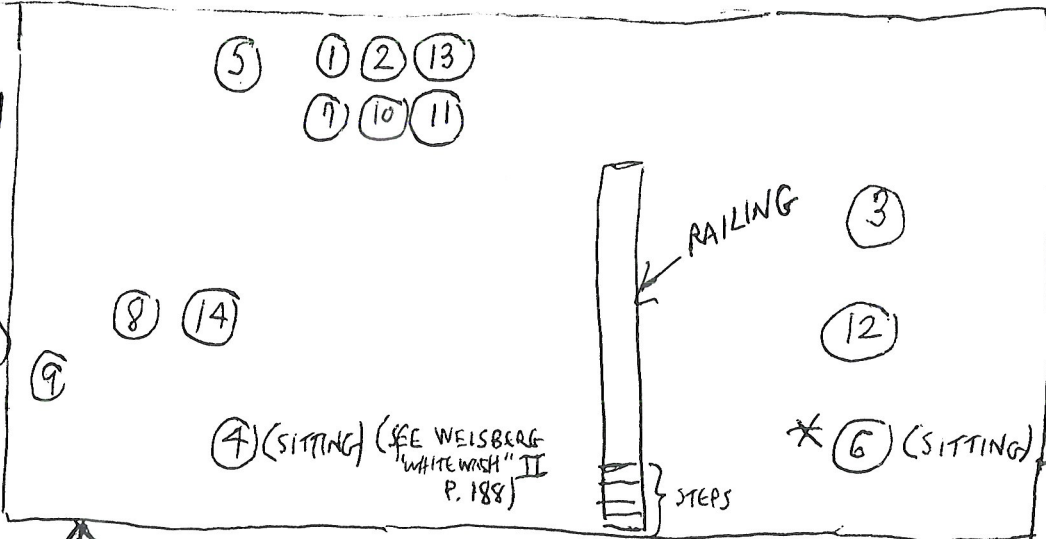 5 1 2 13
7 10 11
RAILING
3
8 14
12
9
4 (SITTING) (SEE WEISBERG
"WHITEWASH" II
P. 188)
* 6 (SITTING)
} STEPS